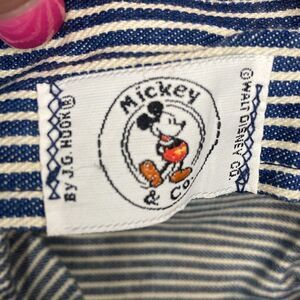 Mickey
& Co.
By J.G. HOOK®
© WALT DISNEY CO.